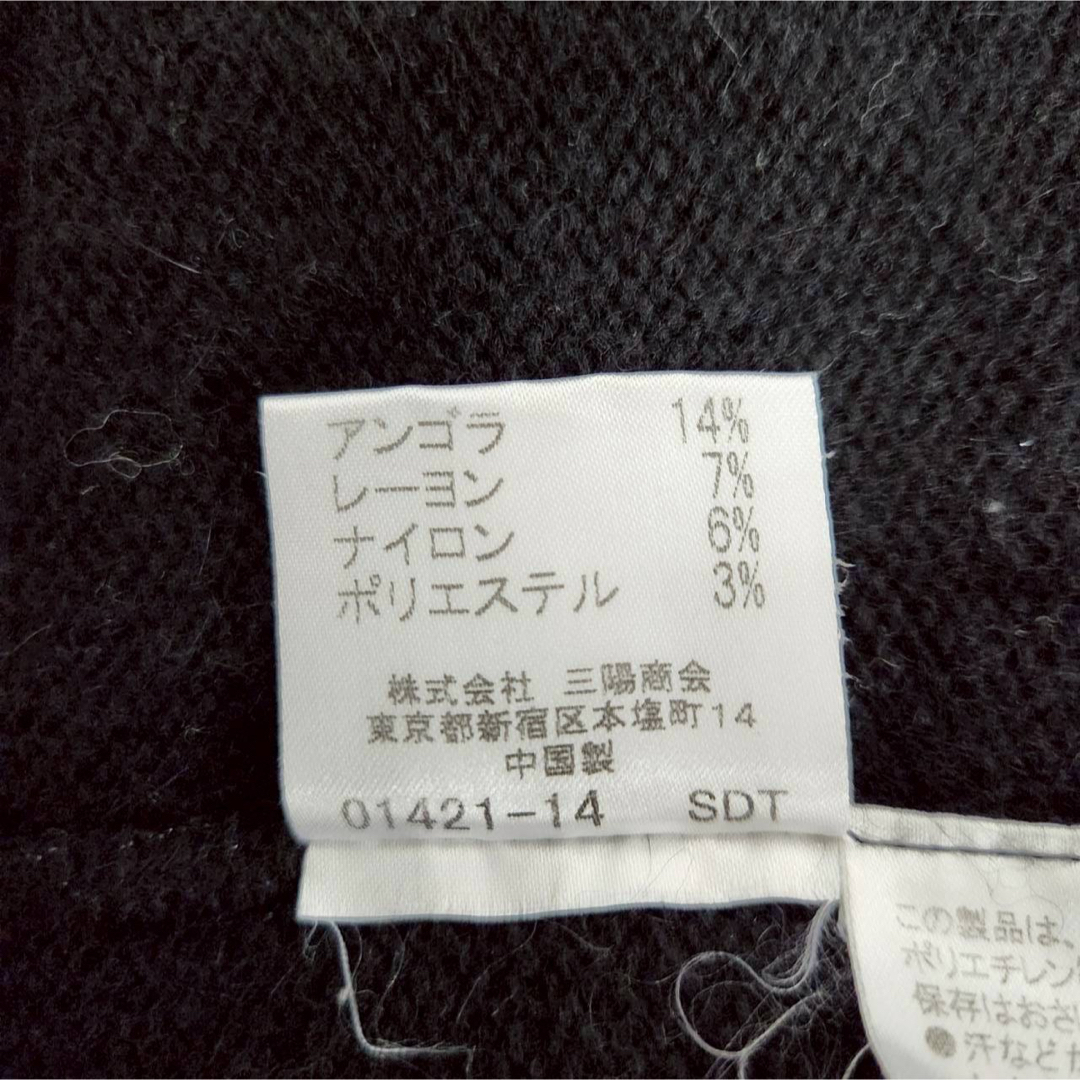 アンゴラ 14%
レーヨン 7%
ナイロン 6%
ポリエステル 3%
株式会社 三陽商会
東京都新宿区本塩町14
中国製
01421-14 SDT
この製品は、
ポリエチレン
保存はおさ
●汗など